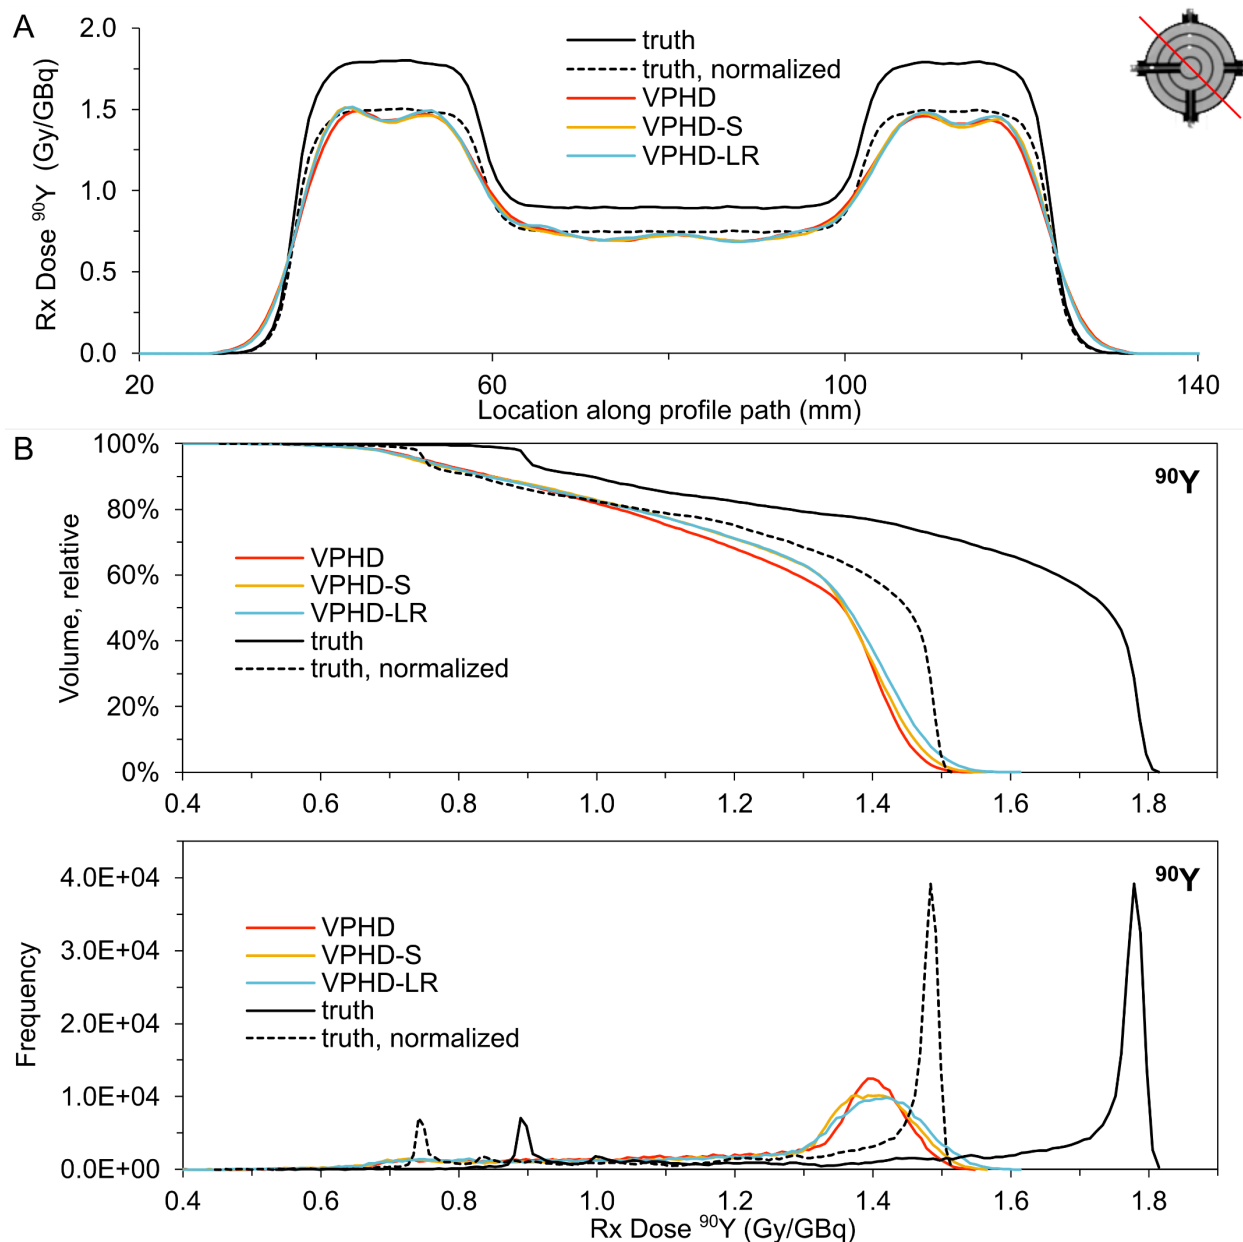 A
2.0
1.5
1.0
0.5
0.0
Rx Dose ⁹⁰Y (Gy/GBq)
truth
truth, normalized
VPHD
VPHD-S
VPHD-LR
20 60 100 140
Location along profile path (mm)
B
100%
80%
60%
40%
20%
0%
Volume, relative
⁹⁰Y
VPHD
VPHD-S
VPHD-LR
truth
truth, normalized
0.4 0.6 0.8 1.0 1.2 1.4 1.6 1.8
4.0E+04
3.0E+04
2.0E+04
1.0E+04
0.0E+00
Frequency
⁹⁰Y
VPHD
VPHD-S
VPHD-LR
truth
truth, normalized
0.4 0.6 0.8 1.0 1.2 1.4 1.6 1.8
Rx Dose ⁹⁰Y (Gy/GBq)